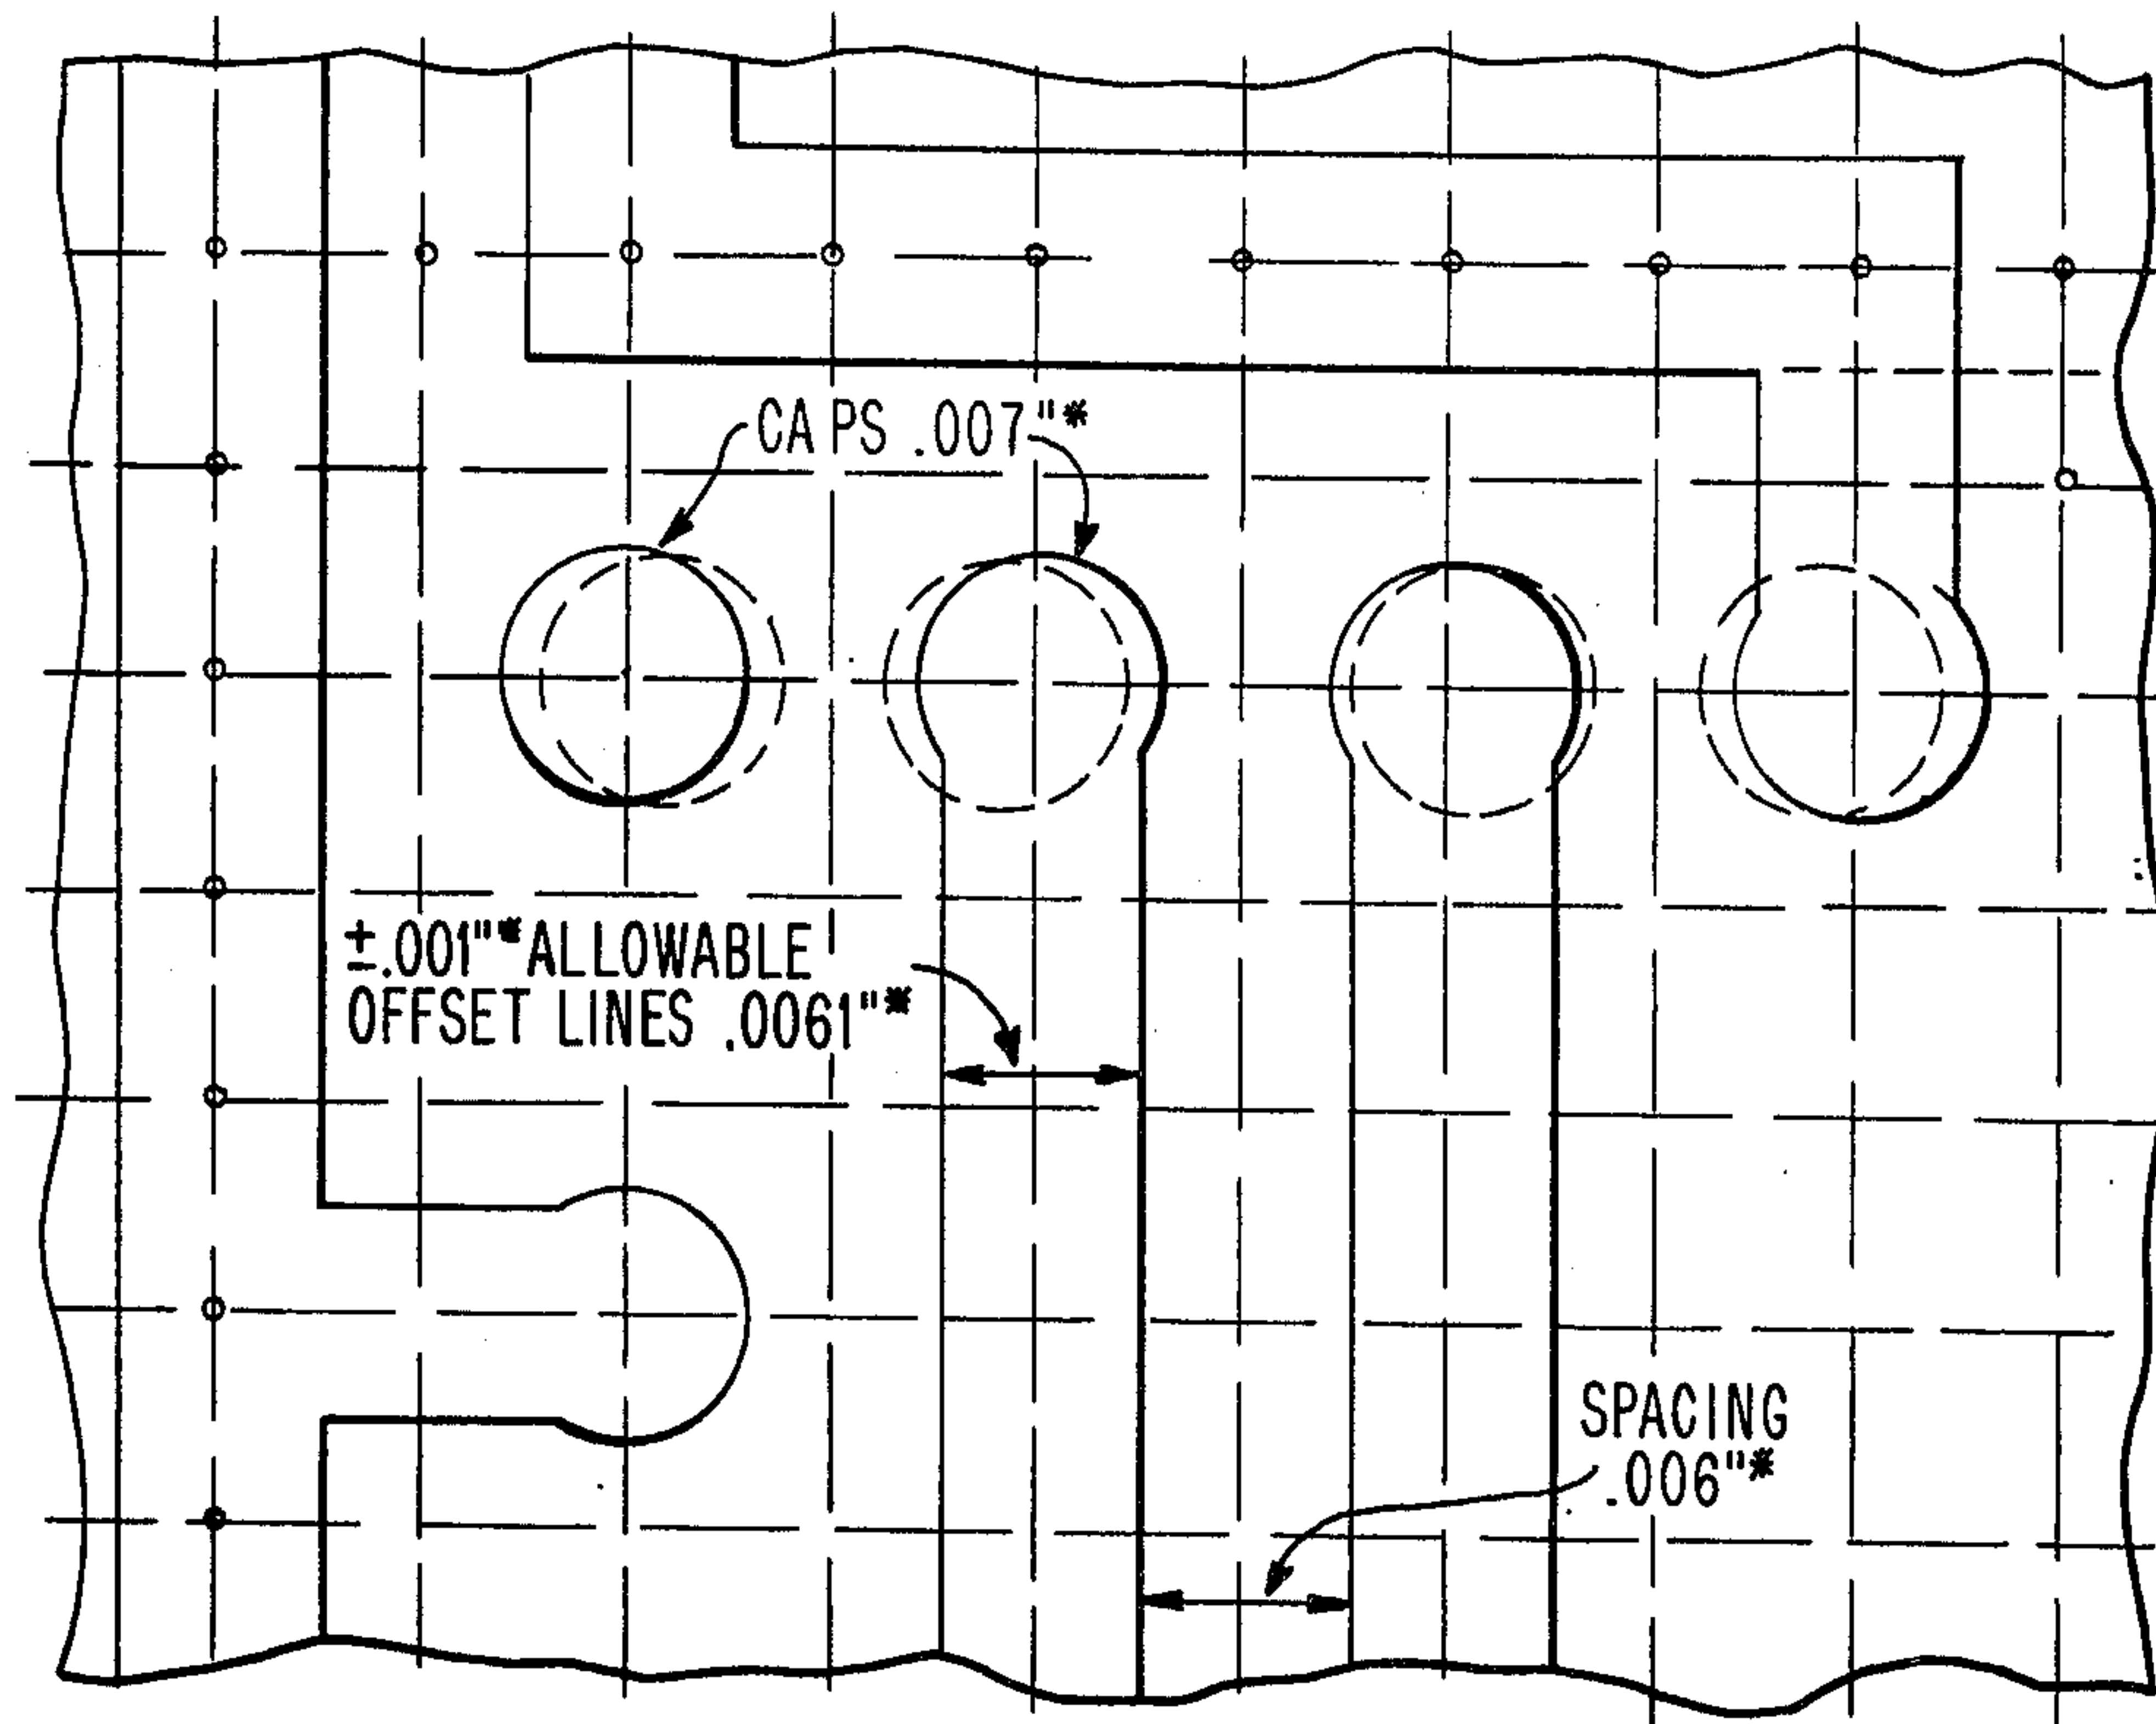 CAPS .007"*
±.001"* ALLOWABLE
OFFSET LINES .0061"*
SPACING
.006"*